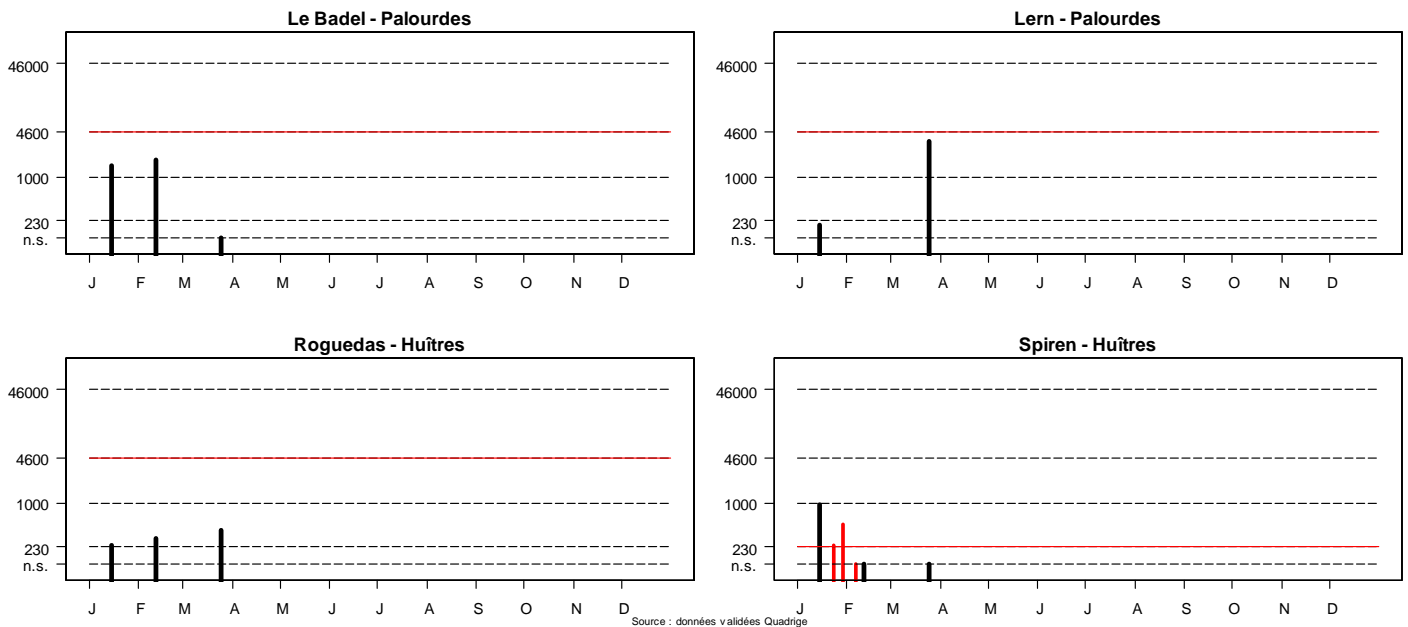 Le Badel - Palourdes
46000
4600
1000
230
n.s.
J F M A M J J A S O N D
Lern - Palourdes
46000
4600
1000
230
n.s.
J F M A M J J A S O N D
Roguedas - Huîtres
46000
4600
1000
230
n.s.
J F M A M J J A S O N D
Spiren - Huîtres
46000
4600
1000
230
n.s.
J F M A M J J A S O N D
Source : données validées Quadrige